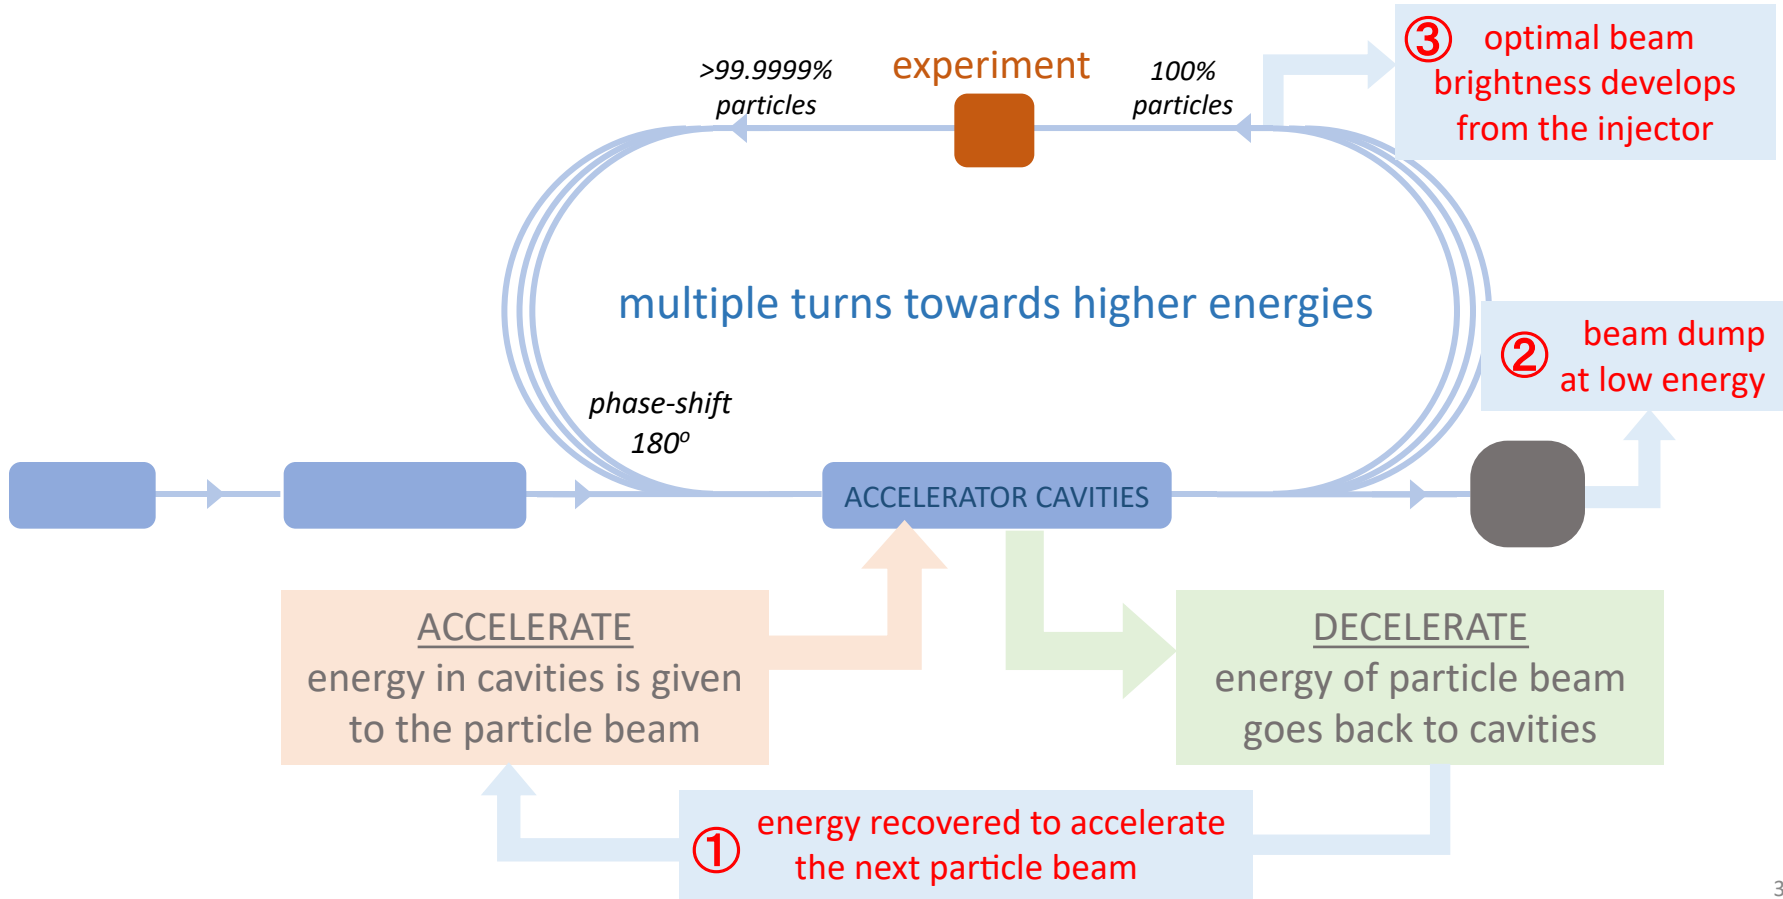 ③ optimal beam
brightness develops
from the injector
>99.9999%
particles
experiment
100%
particles
multiple turns towards higher energies
② beam dump
at low energy
phase-shift
180º
ACCELERATOR CAVITIES
ACCELERATE
energy in cavities is given
to the particle beam
DECELERATE
energy of particle beam
goes back to cavities
① energy recovered to accelerate
the next particle beam
3